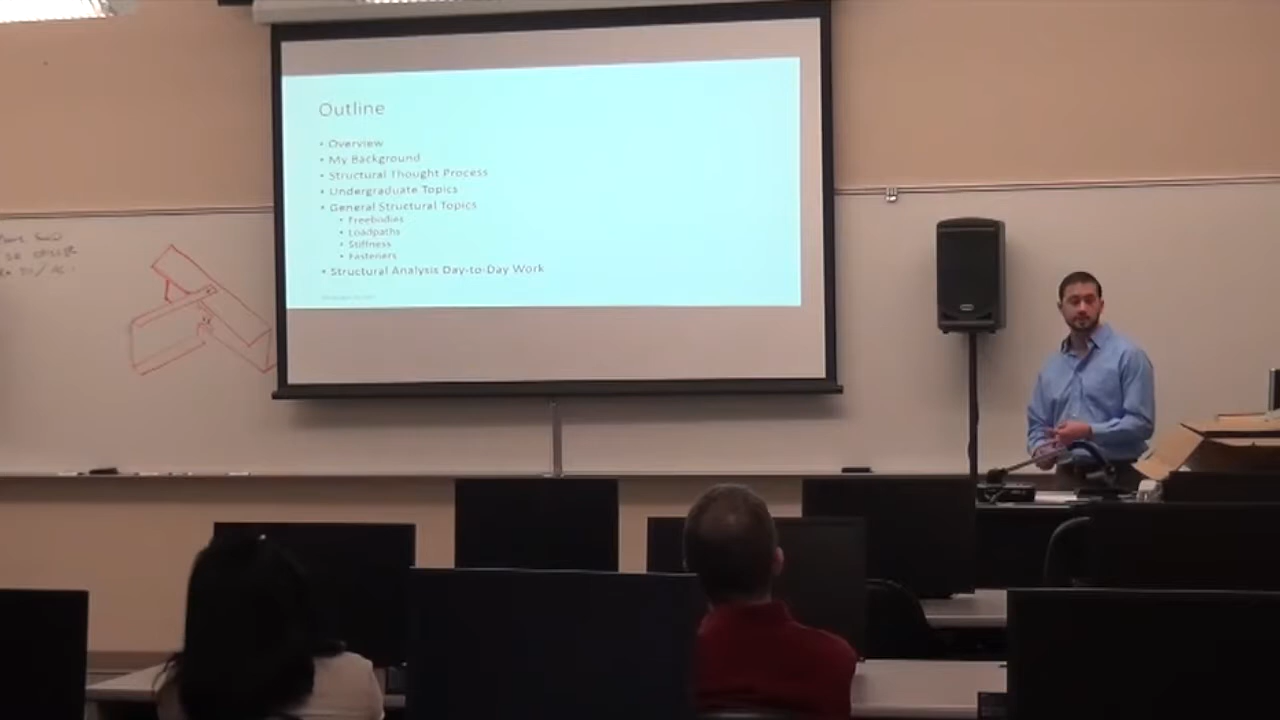 Outline
• Overview
• My Background
• Structural Thought Process
• Undergraduate Topics
• General Structural Topics
• Freebodies
• Loadpaths
• Stiffness
• Fasteners
• Structural Analysis Day-to-Day Work